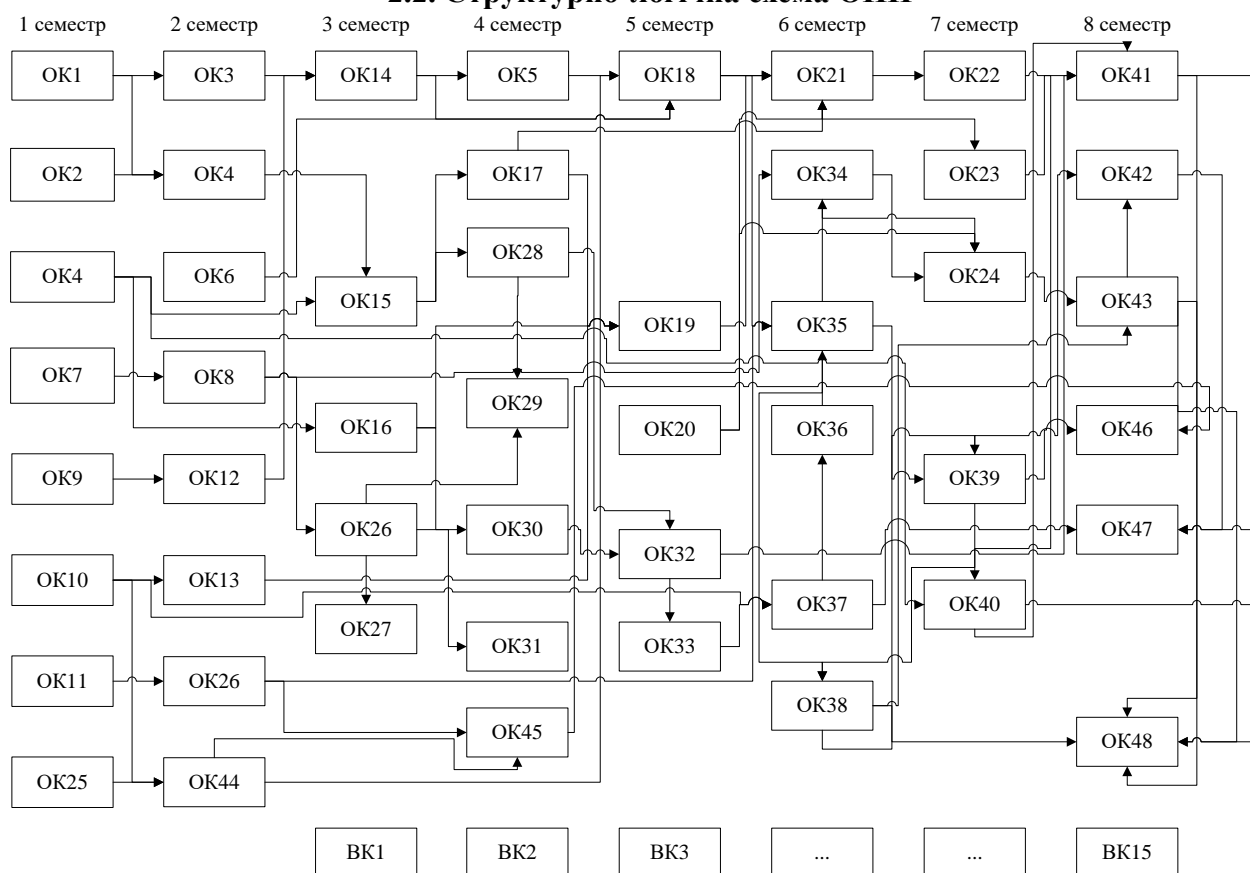 2.2. Структурно-логічна схема ОПП
1 семестр 2 семестр 3 семестр 4 семестр 5 семестр 6 семестр 7 семестр 8 семестр
ОК1 ОК3 ОК14 ОК5 ОК18 ОК21 ОК22 ОК41
ОК2 ОК4 ОК17 ОК34 ОК23 ОК42
ОК28
ОК4 ОК6 ОК24
ОК15 ОК43
ОК19 ОК35
ОК7 ОК8
ОК29
ОК16 ОК20 ОК36 ОК46
ОК9 ОК12 ОК39
ОК26 ОК30 ОК47
ОК32
ОК10 ОК13
ОК37 ОК40
ОК27
ОК31 ОК33
ОК11 ОК26
ОК38
ОК45 ОК48
ОК25 ОК44
ВК1 ВК2 ВК3 ... ... ВК15